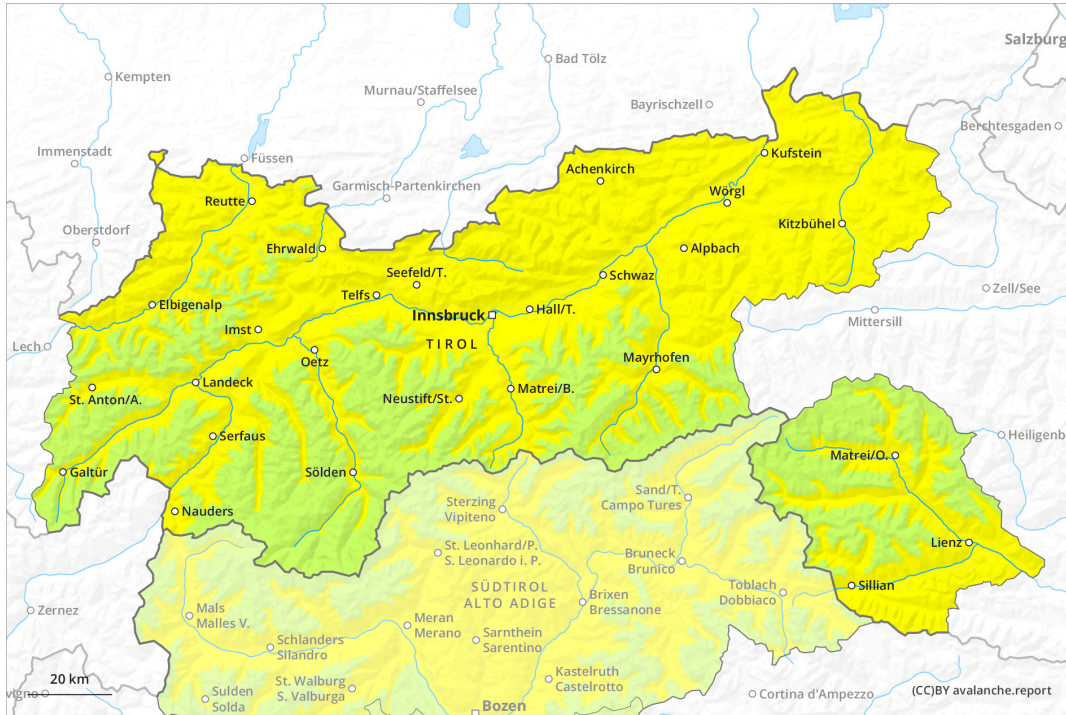 Salzburg
Bad Tölz
Kempten
Murnau/Staffelsee
Bayrischzell
Berchtesgaden
Immenstadt
Füssen
Kufstein
Achenkirch
Garmisch-Partenkirchen
Reutte
Wörgl
Oberstdorf
Kitzbühel
Ehrwald
Alpbach
Seefeld/T.
Schwaz
Zell/See
Telfs
Elbigenalp
Hall/T.
Innsbruck
Mittersill
Imst
Lech
TIROL
Mayrhofen
Oetz
Landeck
St. Anton/A.
Matrei/B.
Neustift/St.
Serfaus
Heiligenb
Matrei/O.
Galtür
Sölden
Sand/T.
Campo Tures
Sterzing
Vipiteno
Nauders
Lienz
St. Leonhard/P.
S. Leonardo i. P.
Bruneck
Brunico
Sillian
SÜDTIROL
ALTO ADIGE
Toblach
Dobbiaco
Brixen
Bressanone
Zernez
Mals
Malles V.
Meran
Merano
Schlanders
Silandro
Sarnthein
Sarentino
St. Walburg
S. Valburga
Kastelruth
Castelrotto
20 km
vigno
Sulden
Solda
Cortina d'Ampezzo
(CC)BY avalanche.report
Bozen